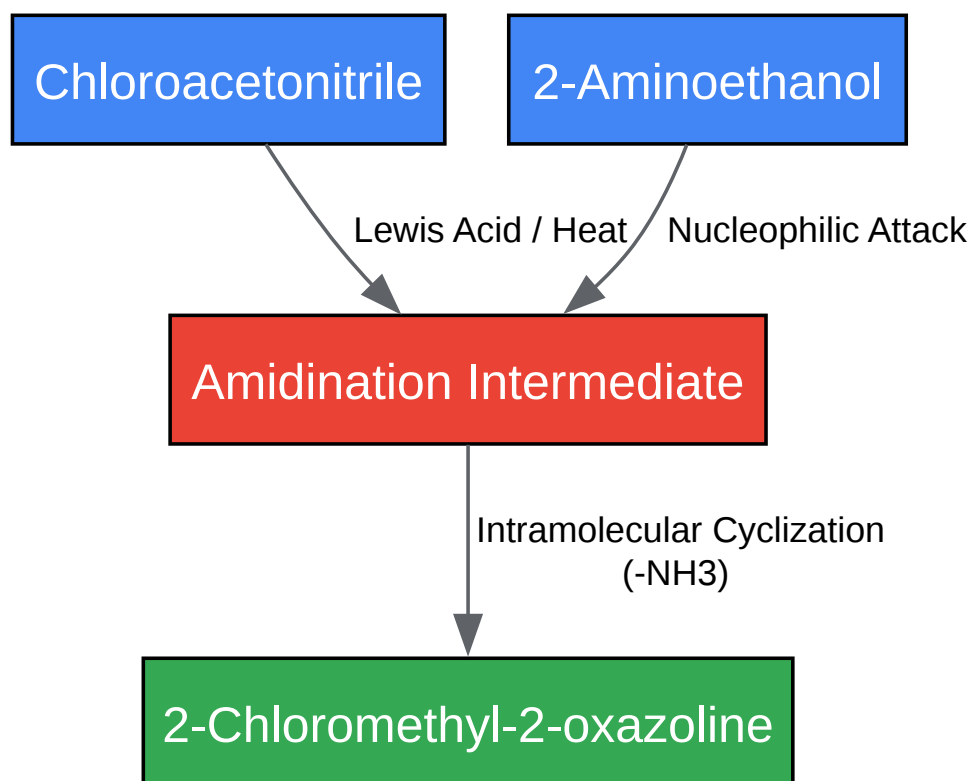 Chloroacetonitrile
2-Aminoethanol
Lewis Acid / Heat
Nucleophilic Attack
Amidination Intermediate
Intramolecular Cyclization
(-NH3)
2-Chloromethyl-2-oxazoline